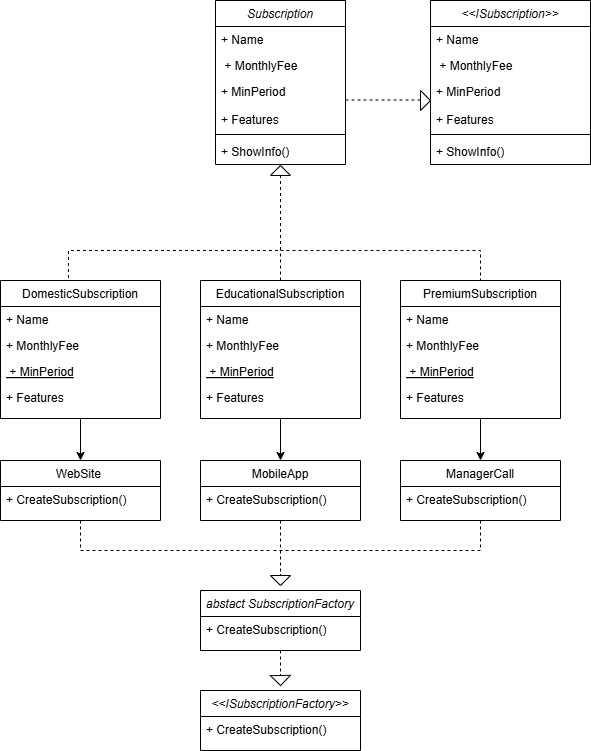 Subscription
+ Name
+ MonthlyFee
+ MinPeriod
+ Features
+ ShowInfo()
<<ISubscription>>
+ Name
+ MonthlyFee
+ MinPeriod
+ Features
+ ShowInfo()
DomesticSubscription
+ Name
+ MonthlyFee
+ MinPeriod
+ Features
EducationalSubscription
+ Name
+ MonthlyFee
+ MinPeriod
+ Features
PremiumSubscription
+ Name
+ MonthlyFee
+ MinPeriod
+ Features
WebSite
+ CreateSubscription()
MobileApp
+ CreateSubscription()
ManagerCall
+ CreateSubscription()
abstact SubscriptionFactory
+ CreateSubscription()
<<ISubscriptionFactory>>
+ CreateSubscription()